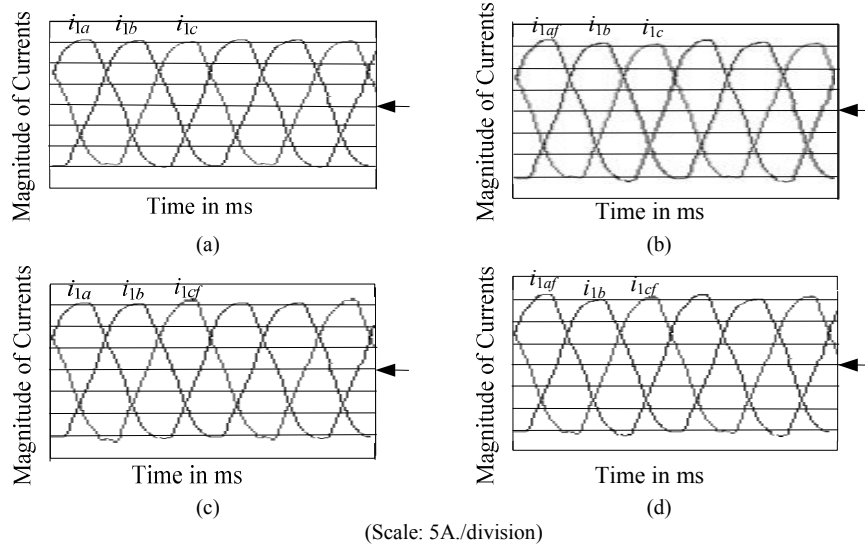 Magnitude of Currents
i1a i1b i1c
Time in ms
(a)
Magnitude of Currents
i1af i1b i1c
Time in ms
(b)
Magnitude of Currents
i1a i1b i1cf
Time in ms
(c)
Magnitude of Currents
i1af i1b i1cf
Time in ms
(d)
(Scale: 5A./division)